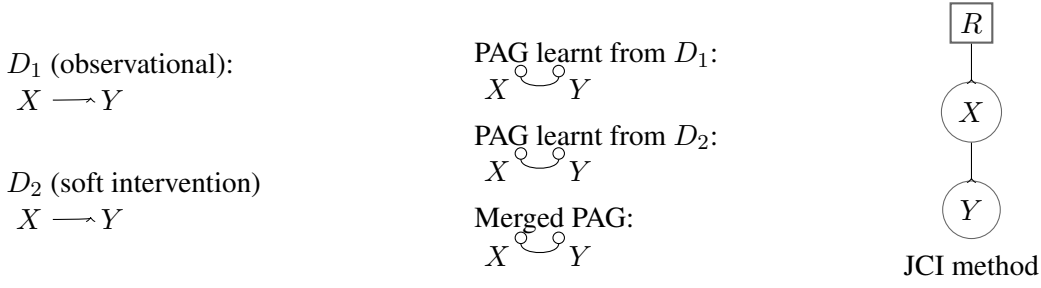 D₁ (observational):
X → Y
D₂ (soft intervention)
X → Y
PAG learnt from D₁:
X Y
PAG learnt from D₂:
X Y
Merged PAG:
X Y
R
X
Y
JCI method